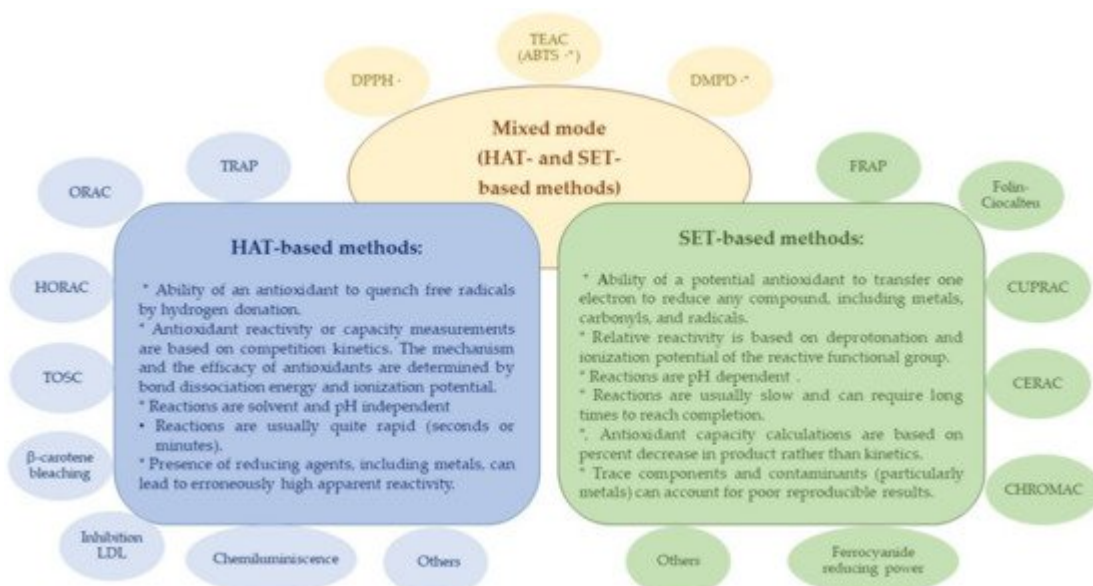 TEAC
(ABTS ·⁺)
DPPH ·
DMPD ·⁺
Mixed mode
(HAT- and SET-
based methods)
TRAP
ORAC
HORAC
TOSC
β-carotene
bleaching
Inhibition
LDL
Chemiluminiscence
Others
HAT-based methods:
* Ability of an antioxidant to quench free radicals
by hydrogen donation.
* Antioxidant reactivity or capacity measurements
are based on competition kinetics. The mechanism
and the efficacy of antioxidants are determined by
bond dissociation energy and ionization potential.
* Reactions are solvent and pH independent
• Reactions are usually quite rapid (seconds or
minutes).
* Presence of reducing agents, including metals, can
lead to erroneously high apparent reactivity.
SET-based methods:
* Ability of a potential antioxidant to transfer one
electron to reduce any compound, including metals,
carbonyls, and radicals.
* Relative reactivity is based on deprotonation and
ionization potential of the reactive functional group.
* Reactions are pH dependent .
* Reactions are usually slow and can require long
times to reach completion.
*. Antioxidant capacity calculations are based on
percent decrease in product rather than kinetics.
* Trace components and contaminants (particularly
metals) can account for poor reproducible results.
FRAP
Folin-
Ciocalteu
CUPRAC
CERAC
CHROMAC
Ferrocyanide
reducing power
Others